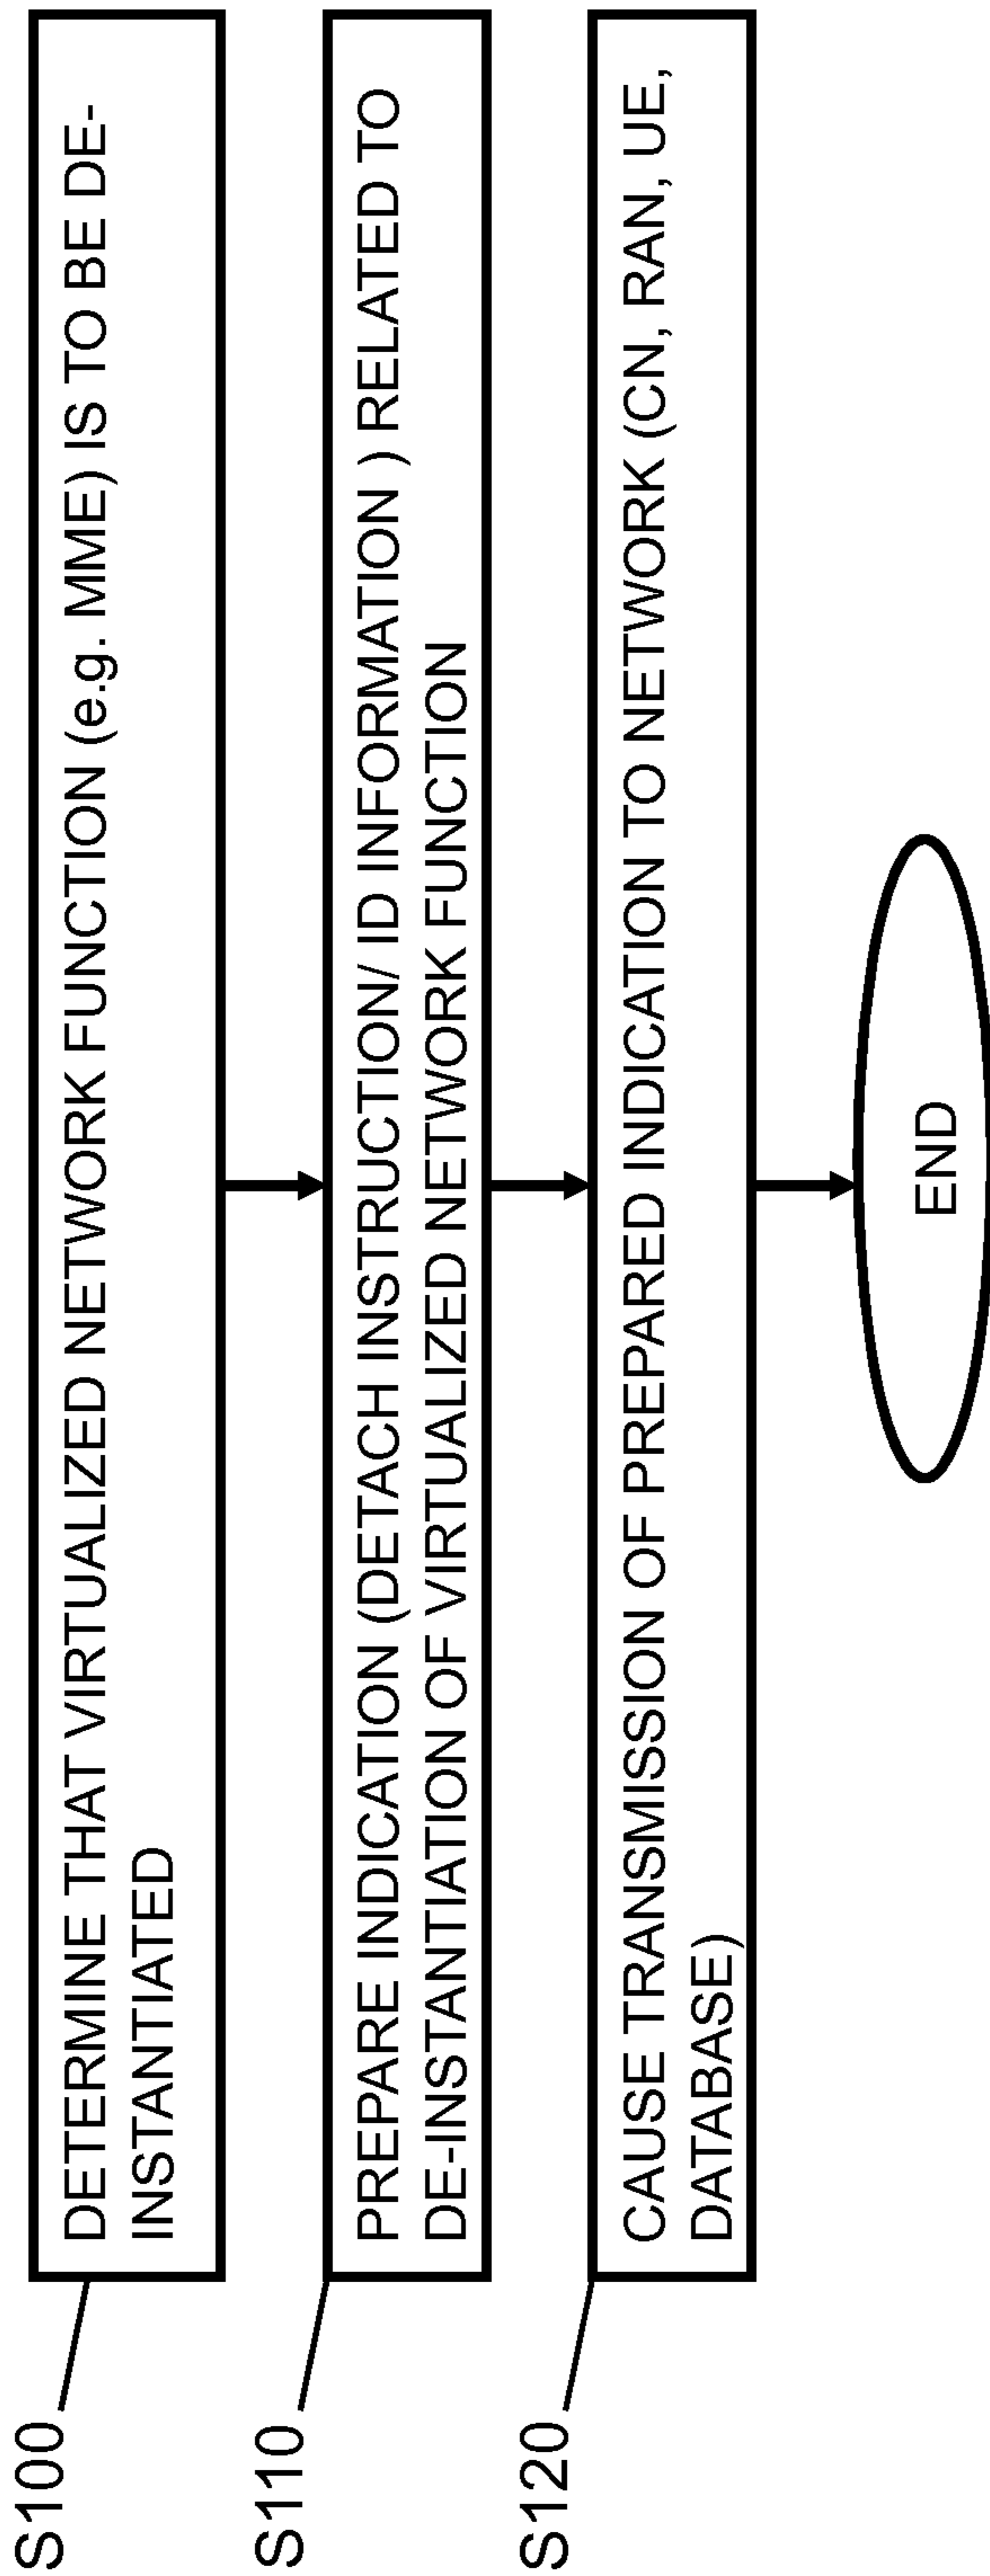 S100
DETERMINE THAT VIRTUALIZED NETWORK FUNCTION (e.g. MME) IS TO BE DE-
INSTANTIATED
S110
PREPARE INDICATION (DETACH INSTRUCTION/ ID INFORMATION ) RELATED TO
DE-INSTANTIATION OF VIRTUALIZED NETWORK FUNCTION
S120
CAUSE TRANSMISSION OF PREPARED INDICATION TO NETWORK (CN, RAN, UE,
DATABASE)
END